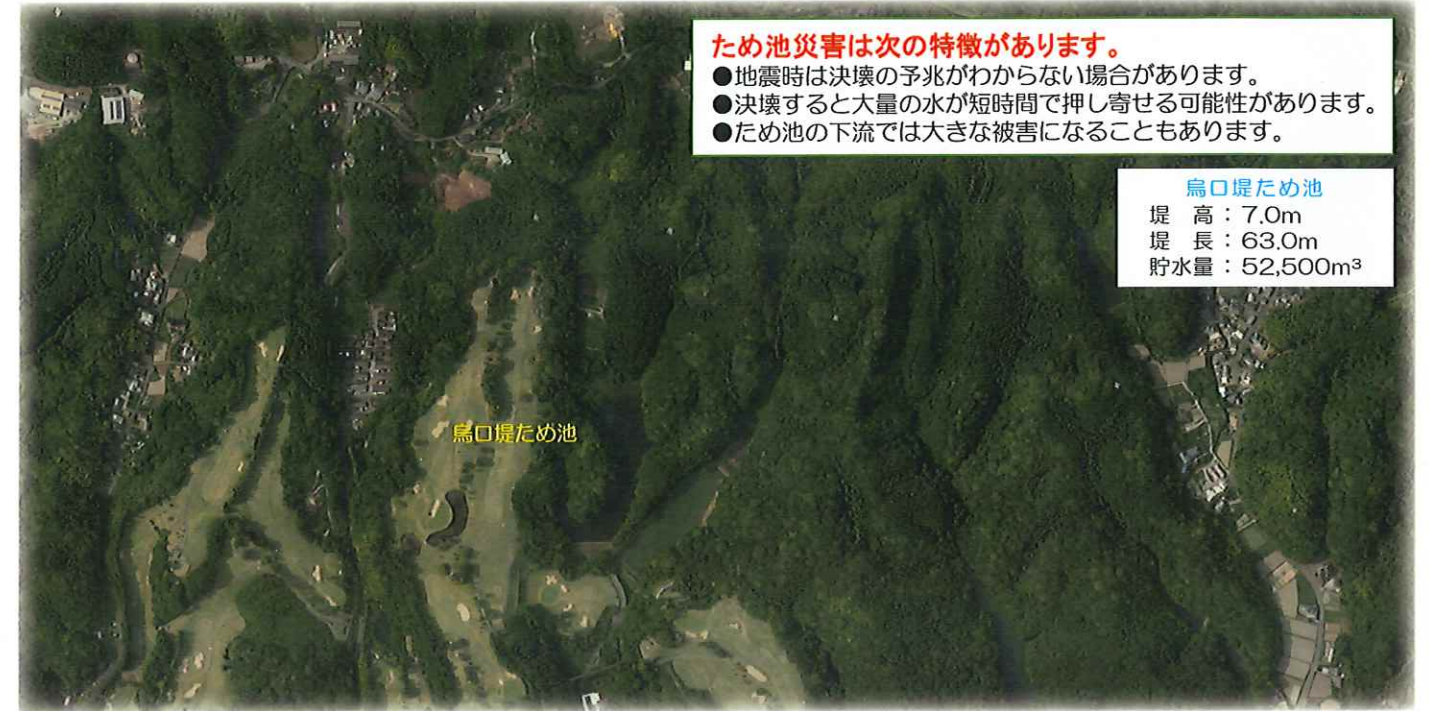 ため池災害は次の特徴があります。
●地震時は決壊の予兆がわからない場合があります。
●決壊すると大量の水が短時間で押し寄せる可能性があります。
●ため池の下流では大きな被害になることもあります。
烏口堤ため池
堤　高：7.0m
堤　長：63.0m
貯水量：52,500m³
烏口堤ため池